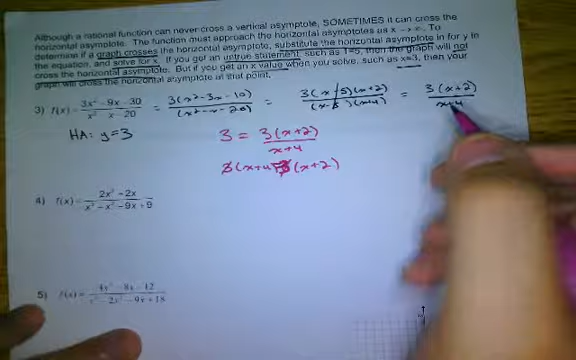 Although a rational function can never cross a vertical asymptote, SOMETIMES it can cross the
horizontal asymptote. The function must approach the horizontal asymptotes as x → ∞. To
determine if a graph crosses the horizontal asymptote, substitute the horizontal asymptote in for y in
the equation, and solve for x. If you get an untrue statement, such as 1=5, then the graph will not
cross the horizontal asymptote. But if you get an x value when you solve, such as x=3, then your
graph will cross the horizontal asymptote at that point.
3) f(x) = 3x² - 9x - 30 / x² x - 20 = 3(x² - 3x - 10) / (x² - x - 20) = 3(x-5)(x+2) / (x-5)(x+4) = 3(x+2) / x+4
HA: y=3 3 = 3(x+2) / x+4
3(x+4 = 3(x+2)
4) f(x) = 2x² - 2x / x³ - x² - 9x + 9
5) f(x) = 4x² - 8x - 12 / x³ - 2x² - 9x + 18